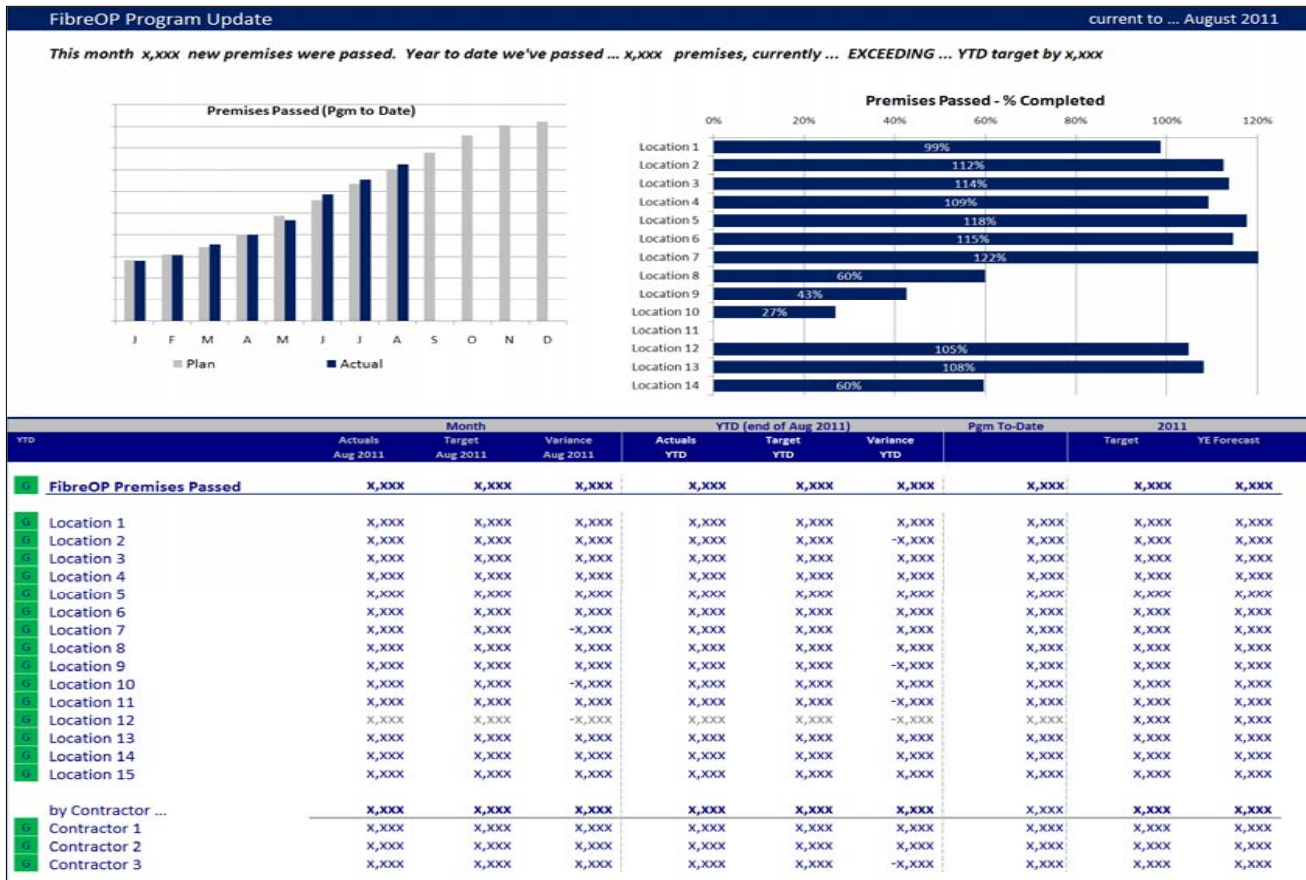 FibreOP Program Update current to ... August 2011
This month x,xxx new premises were passed. Year to date we've passed ... x,xxx premises, currently ... EXCEEDING ... YTD target by x,xxx
Premises Passed (Pgm to Date)
J F M A M J J A S O N D
Plan Actual
Premises Passed - % Completed
0% 20% 40% 60% 80% 100% 120%
Location 1 99%
Location 2 112%
Location 3 114%
Location 4 109%
Location 5 118%
Location 6 115%
Location 7 122%
Location 8 60%
Location 9 43%
Location 10 27%
Location 11
Location 12 105%
Location 13 108%
Location 14 60%
Month YTD (end of Aug 2011) Pgm To-Date 2011
YTD Actuals Target Variance Actuals Target Variance Target YE Forecast
Aug 2011 Aug 2011 Aug 2011 YTD YTD YTD
G FibreOP Premises Passed x,xxx x,xxx x,xxx x,xxx x,xxx x,xxx x,xxx x,xxx x,xxx
G Location 1 x,xxx x,xxx x,xxx x,xxx x,xxx x,xxx x,xxx x,xxx x,xxx
G Location 2 x,xxx x,xxx x,xxx x,xxx x,xxx -x,xxx x,xxx x,xxx x,xxx
G Location 3 x,xxx x,xxx x,xxx x,xxx x,xxx x,xxx x,xxx x,xxx x,xxx
G Location 4 x,xxx x,xxx x,xxx x,xxx x,xxx x,xxx x,xxx x,xxx x,xxx
G Location 5 x,xxx x,xxx x,xxx x,xxx x,xxx x,xxx x,xxx x,xxx x,xxx
G Location 6 x,xxx x,xxx x,xxx x,xxx x,xxx x,xxx x,xxx x,xxx x,xxx
G Location 7 x,xxx x,xxx -x,xxx x,xxx x,xxx x,xxx x,xxx x,xxx x,xxx
G Location 8 x,xxx x,xxx x,xxx x,xxx x,xxx x,xxx x,xxx x,xxx x,xxx
G Location 9 x,xxx x,xxx x,xxx x,xxx x,xxx -x,xxx x,xxx x,xxx x,xxx
G Location 10 x,xxx x,xxx -x,xxx x,xxx x,xxx x,xxx x,xxx x,xxx x,xxx
G Location 11 x,xxx x,xxx x,xxx x,xxx x,xxx -x,xxx x,xxx x,xxx x,xxx
G Location 12 x,xxx x,xxx -x,xxx x,xxx x,xxx -x,xxx x,xxx x,xxx x,xxx
G Location 13 x,xxx x,xxx x,xxx x,xxx x,xxx x,xxx x,xxx x,xxx x,xxx
G Location 14 x,xxx x,xxx x,xxx x,xxx x,xxx x,xxx x,xxx x,xxx x,xxx
G Location 15 x,xxx x,xxx x,xxx x,xxx x,xxx x,xxx x,xxx x,xxx x,xxx
by Contractor ... x,xxx x,xxx x,xxx x,xxx x,xxx x,xxx x,xxx x,xxx x,xxx
G Contractor 1 x,xxx x,xxx x,xxx x,xxx x,xxx x,xxx x,xxx x,xxx x,xxx
G Contractor 2 x,xxx x,xxx x,xxx x,xxx x,xxx x,xxx x,xxx x,xxx x,xxx
G Contractor 3 x,xxx x,xxx x,xxx x,xxx x,xxx -x,xxx x,xxx x,xxx x,xxx